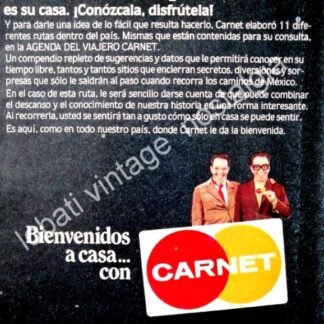 es su casa. ¡Conózcala, disfrútela!
Y para darle una idea de lo fácil que resulta hacerlo, Carnet elaboró 11 diferentes
rutas dentro del país. Mismas que están contenidas para su consulta,
en la AGENDA DEL VIAJERO CARNET.
Un compendio repleto de sugerencias y datos que le permitirá conocer en su
tiempo libre, tantos y tantos sitios que encierran secretos, diversiones y sor-
presas que sólo le saldrán al paso cuando recorra los caminos de México.
En el caso de esta ruta, le será sencillo darse cuenta de que puede combinar
el descanso y el conocimiento de nuestra historia en una forma interesante.
Al recorrerla, usted se sentirá tan a gusto cómo sólo en casa se puede sentir.
Es aquí, como en todo nuestro país, donde Carnet le da la bienvenida.
Bienvenidos
a casa...
con
CARNET
lobati vintage